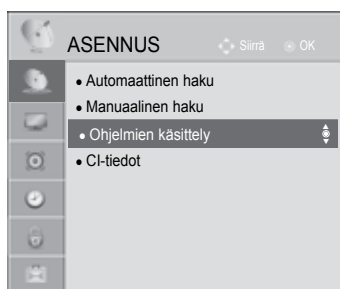 ASENNUS
Siirrä
OK
• Automaattinen haku
• Manuaalinen haku
• Ohjelmien käsittely
• CI-tiedot